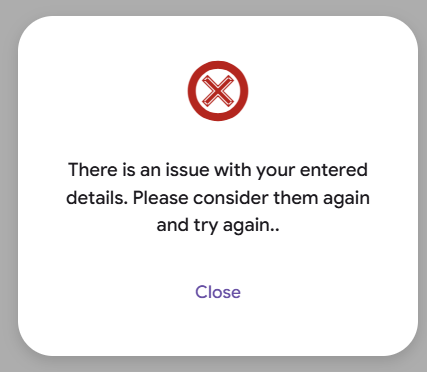 There is an issue with your entered
details. Please consider them again
and try again..
Close